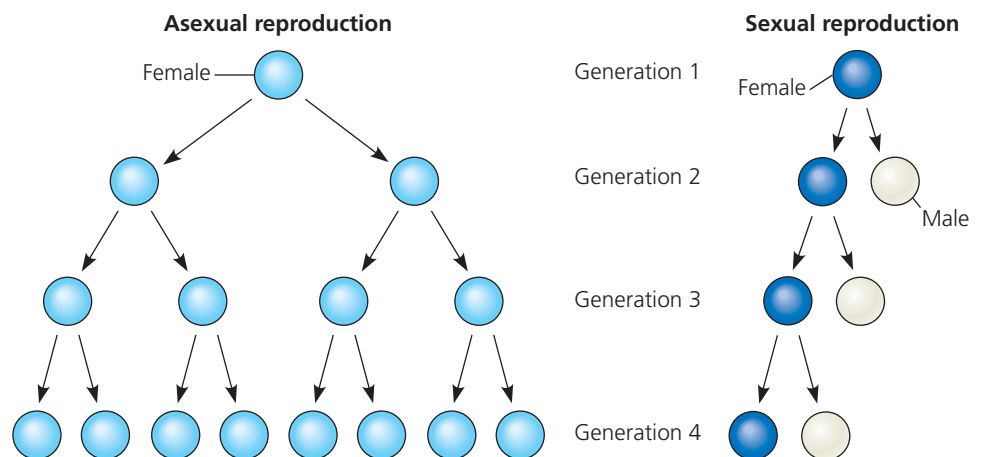 Asexual reproduction
Sexual reproduction
Female
Generation 1
Female
Generation 2
Male
Generation 3
Generation 4